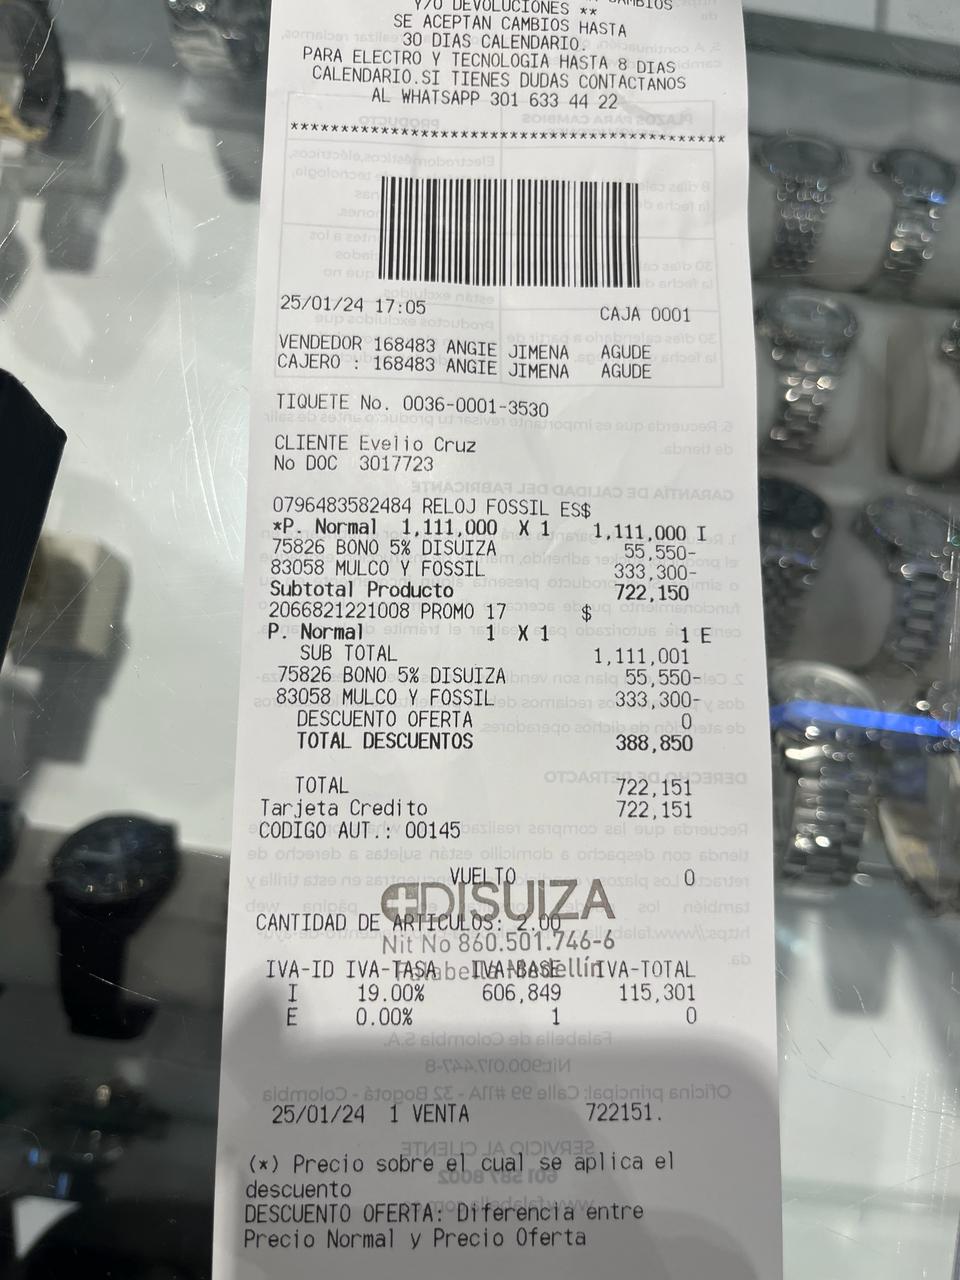 Y/O DEVOLUCIONES **
SE ACEPTAN CAMBIOS HASTA
30 DIAS CALENDARIO.
PARA ELECTRO Y TECNOLOGIA HASTA 8 DIAS
CALENDARIO.SI TIENES DUDAS CONTACTANOS
AL WHATSAPP 301 633 44 22
*******************************************
25/01/24 17:05 CAJA 0001
VENDEDOR 168483 ANGIE JIMENA AGUDE
CAJERO : 168483 ANGIE JIMENA AGUDE
TIQUETE No. 0036-0001-3530
CLIENTE Evelio Cruz
No DOC 3017723
0796483582484 RELOJ FOSSIL ES$
*P. Normal 1,111,000 X 1 1,111,000 I
75826 BONO 5% DISUIZA 55,550-
83058 MULCO Y FOSSIL 333,300-
Subtotal Producto 722,150
2066821221008 PROMO 17 $
P. Normal 1 X 1 1 E
SUB TOTAL 1,111,001
75826 BONO 5% DISUIZA 55,550-
83058 MULCO Y FOSSIL 333,300-
DESCUENTO OFERTA 0
TOTAL DESCUENTOS 388,850
TOTAL 722,151
Tarjeta Credito 722,151
CODIGO AUT.: 00145
VUELTO 0
DISUIZA
CANTIDAD DE ARTICULOS: 2.00
Nit No 860.501.746-6
Falabella Medellín
IVA-ID IVA-TASA IVA-BASE IVA-TOTAL
I 19.00% 606,849 115,301
E 0.00% 1 0
25/01/24 1 VENTA 722151.
(*) Precio sobre el cual se aplica el
descuento
DESCUENTO OFERTA: Diferencia entre
Precio Normal y Precio Oferta